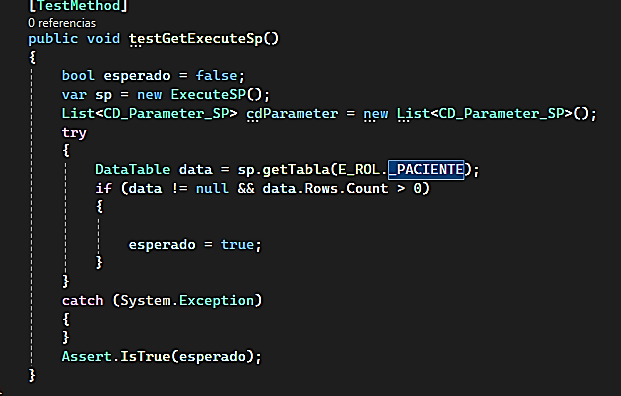 [TestMethod]
0 referencias
public void testGetExecuteSp()
{
bool esperado = false;
var sp = new ExecuteSP();
List<CD_Parameter_SP> cdParameter = new List<CD_Parameter_SP>();
try
{
DataTable data = sp.getTabla(E_ROL._PACIENTE);
if (data != null && data.Rows.Count > 0)
{
esperado = true;
}
}
catch (System.Exception)
{
}
Assert.IsTrue(esperado);
}